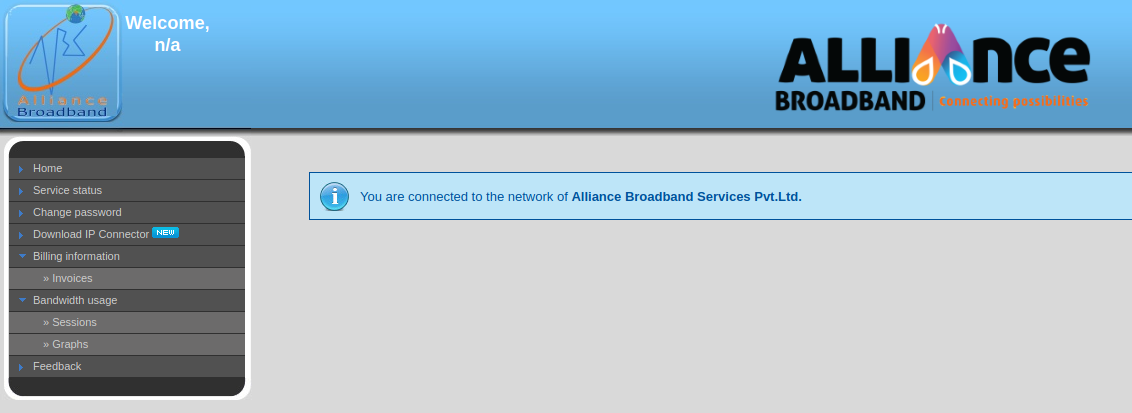 Welcome,
n/a
Alliance
Broadband
ALLIANCE
BROADBAND | Connecting possibilities
Home
Service status
Change password
Download IP Connector NEW
Billing information
» Invoices
Bandwidth usage
» Sessions
» Graphs
Feedback
You are connected to the network of Alliance Broadband Services Pvt.Ltd.